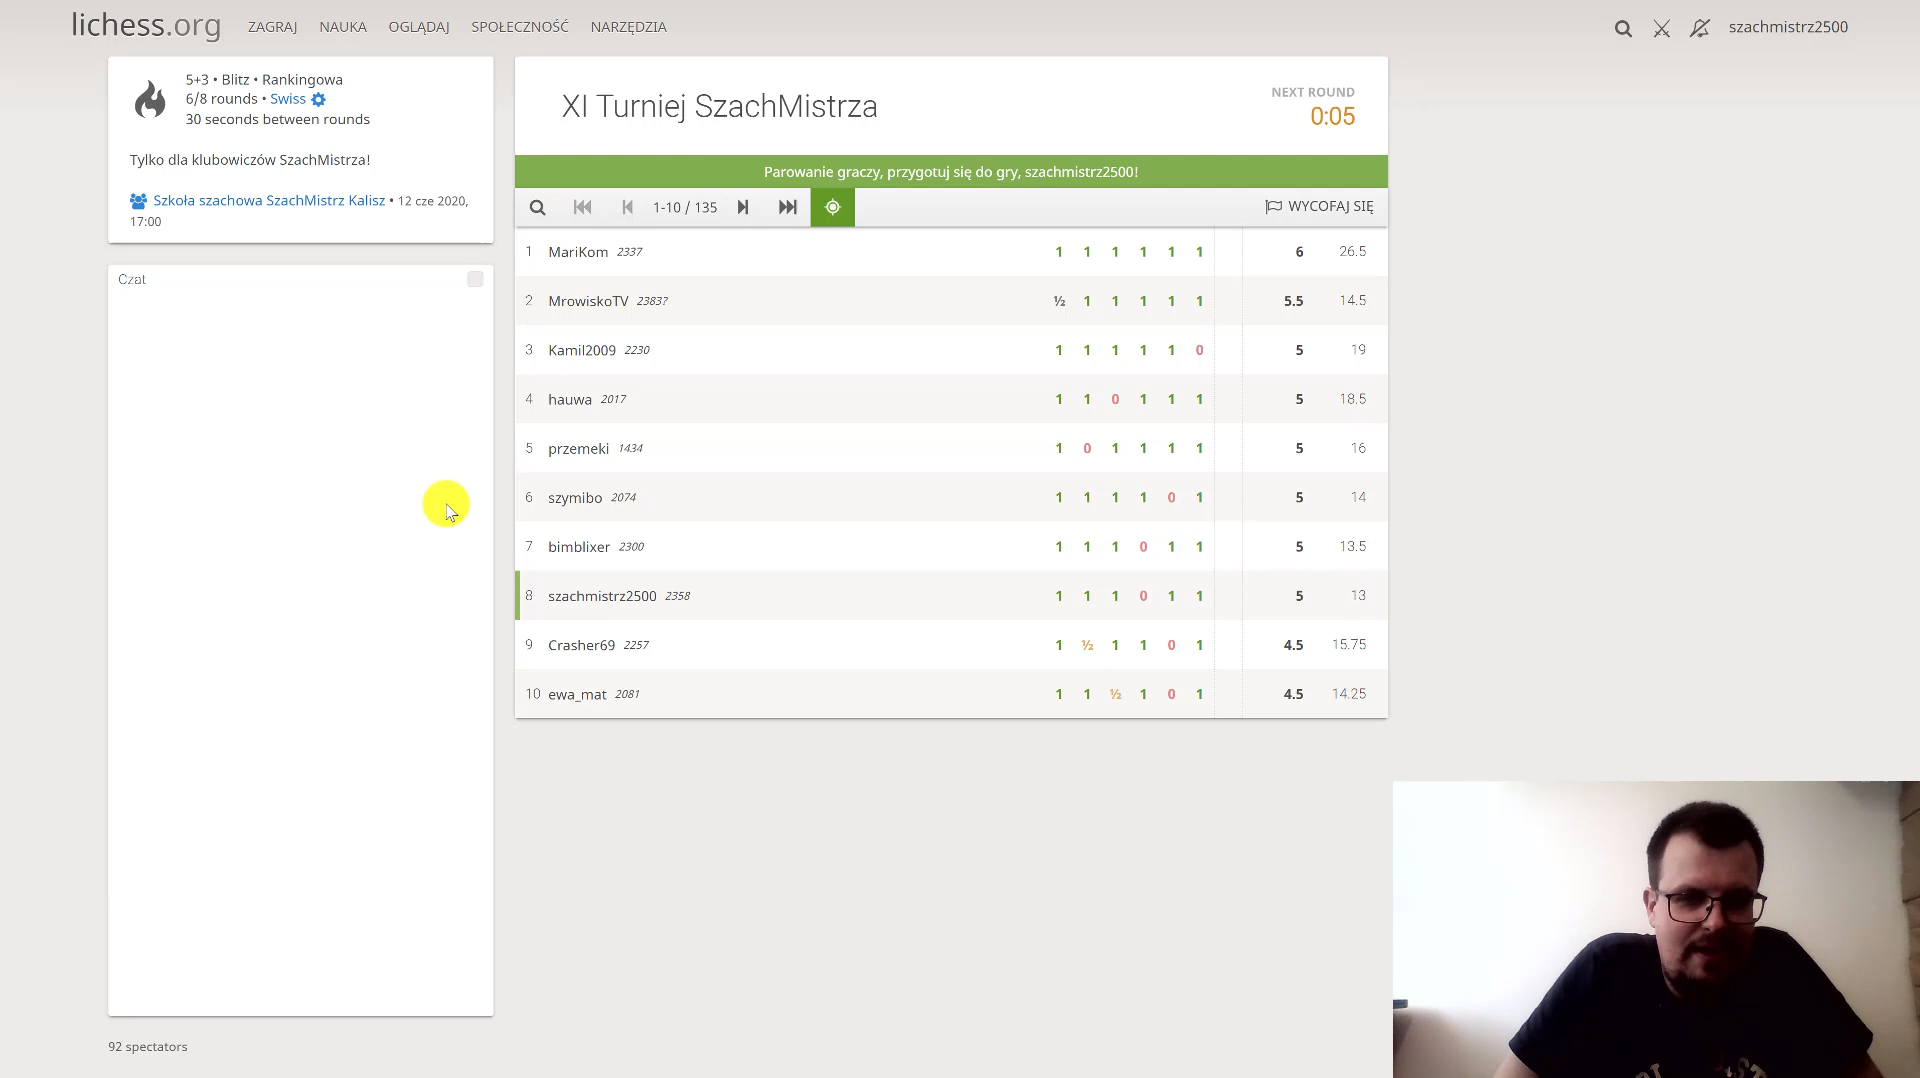 lichess.org ZAGRAJ NAUKA OGLĄDAJ SPOŁECZNOŚĆ NARZĘDZIA szachmistrz2500
5+3 • Blitz • Rankingowa
6/8 rounds • Swiss
30 seconds between rounds
Tylko dla klubowiczów SzachMistrza!
Szkoła szachowa SzachMistrz Kalisz • 12 cze 2020,
17:00
Czat
92 spectators
XI Turniej SzachMistrza
NEXT ROUND
0:05
Parowanie graczy, przygotuj się do gry, szachmistrz2500!
1-10 / 135 WYCOFAJ SIĘ
1 MariKom 2337 1 1 1 1 1 1 6 26.5
2 MrowiskoTV 2383? ½ 1 1 1 1 1 5.5 14.5
3 Kamil2009 2230 1 1 1 1 1 0 5 19
4 hauwa 2017 1 1 0 1 1 1 5 18.5
5 przemeki 1434 1 0 1 1 1 1 5 16
6 szymibo 2074 1 1 1 1 0 1 5 14
7 bimblixer 2300 1 1 1 0 1 1 5 13.5
8 szachmistrz2500 2358 1 1 1 0 1 1 5 13
9 Crasher69 2257 1 ½ 1 1 0 1 4.5 15.75
10 ewa_mat 2081 1 1 ½ 1 0 1 4.5 14.25